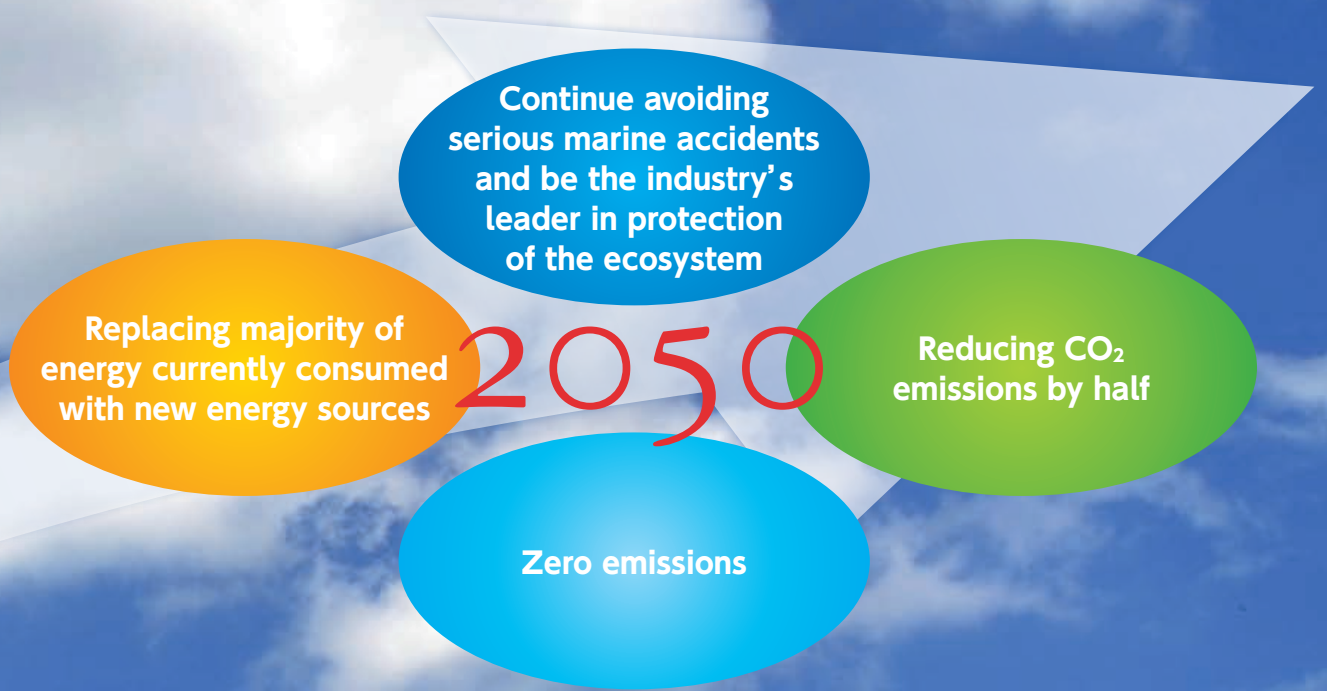 Continue avoiding
serious marine accidents
and be the industry's
leader in protection
of the ecosystem
Replacing majority of
energy currently consumed
with new energy sources
2050
Reducing CO₂
emissions by half
Zero emissions